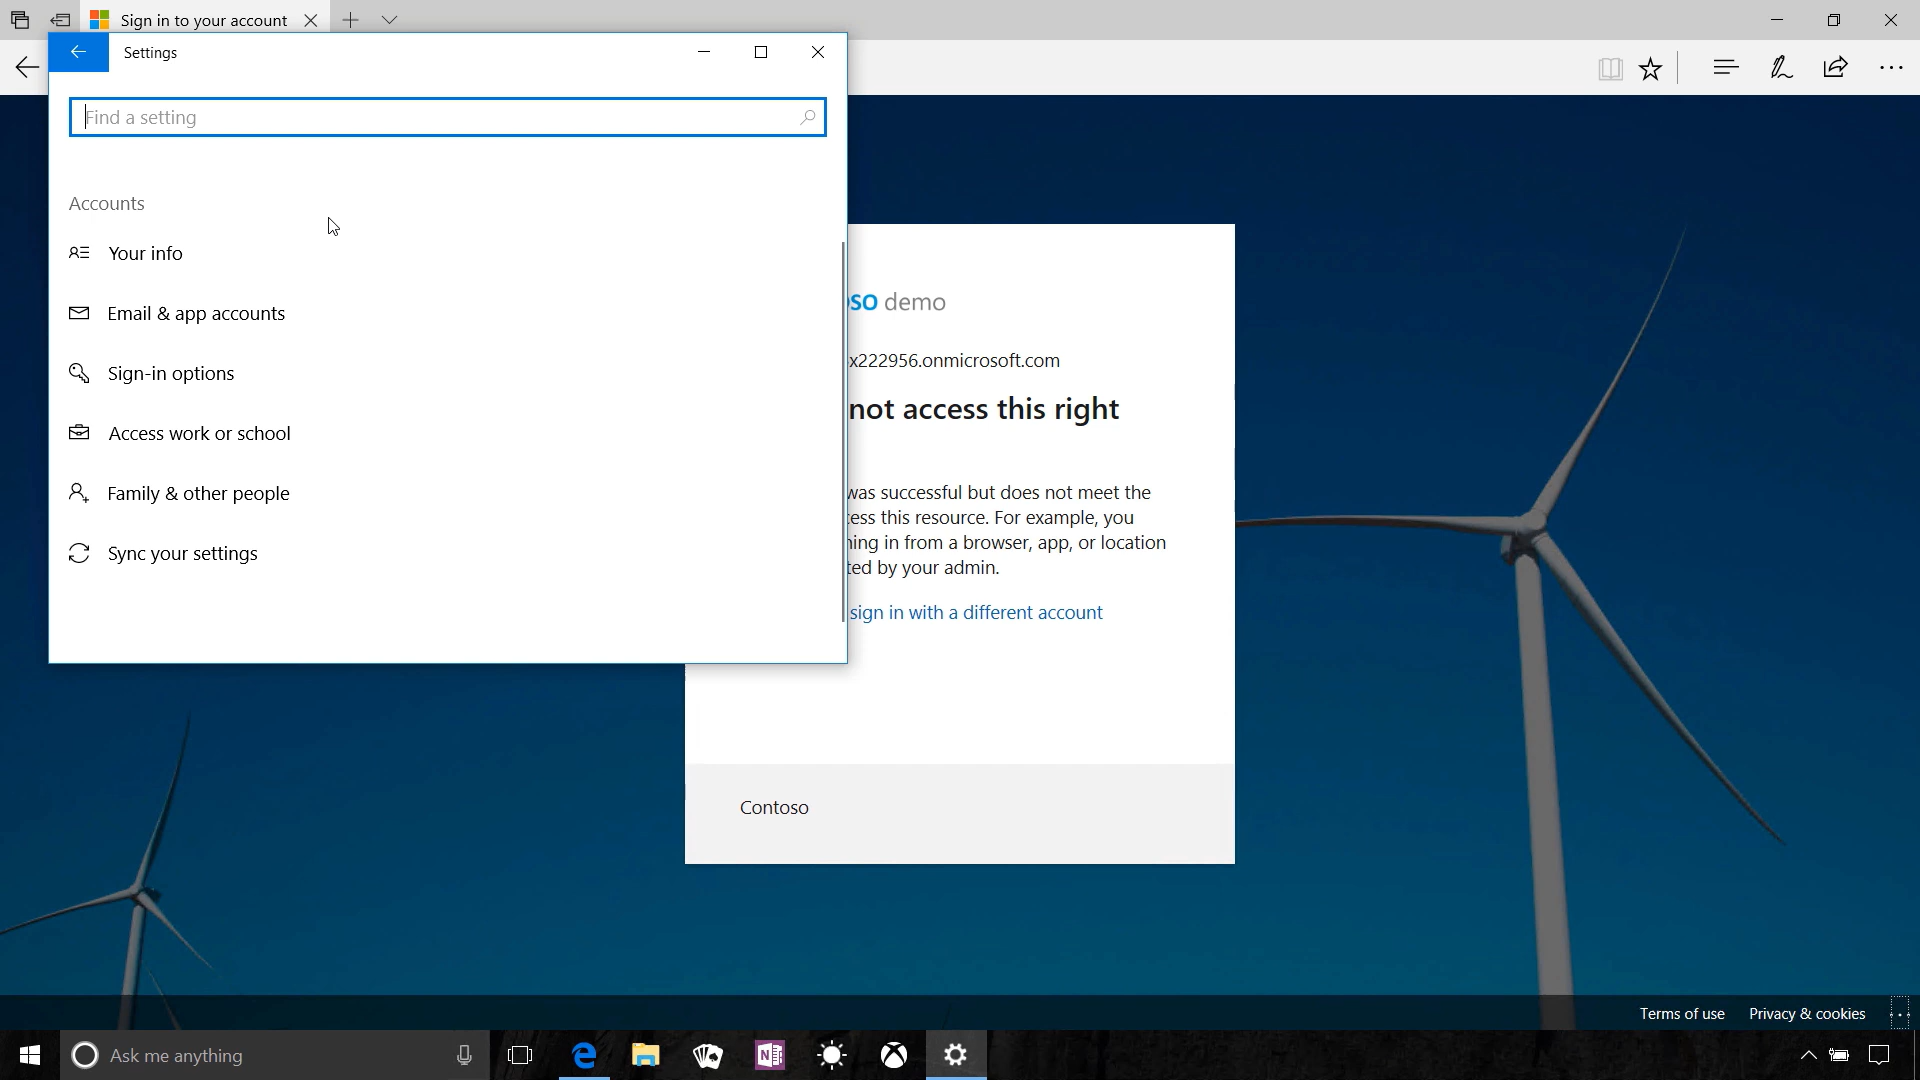 Sign in to your account
Settings
Find a setting
Accounts
Your info
Email & app accounts
Sign-in options
Access work or school
Family & other people
Sync your settings
so demo
x222956.onmicrosoft.com
not access this right
was successful but does not meet the
cess this resource. For example, you
ning in from a browser, app, or location
ted by your admin.
sign in with a different account
Contoso
Terms of use Privacy & cookies
Ask me anything